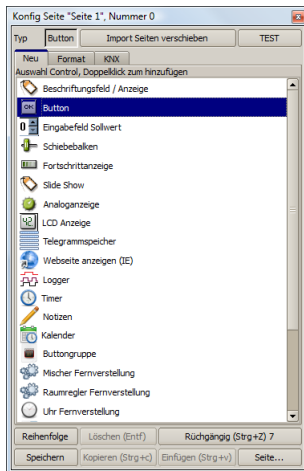 Konfig Seite "Seite 1", Nummer 0
Typ Button Import Seiten verschieben TEST
Neu Format KNX
Auswahl Control, Doppelklick zum hinzufügen
Beschriftungsfeld / Anzeige
OK Button
0 Eingabefeld Sollwert
Schiebebalken
Fortschrittanzeige
Slide Show
Analoganzeige
42. LCD Anzeige
Telegrammspeicher
Webseite anzeigen (IE)
Logger
Timer
Notizen
Kalender
Buttongruppe
Mischer Fernverstellung
Raumregler Fernverstellung
Uhr Fernverstellung
Reihenfolge Löschen (Entf) Rückgängig (Strg+Z) 7
Speichern Kopieren (Strg+c) Einfügen (Strg+v) Seite...